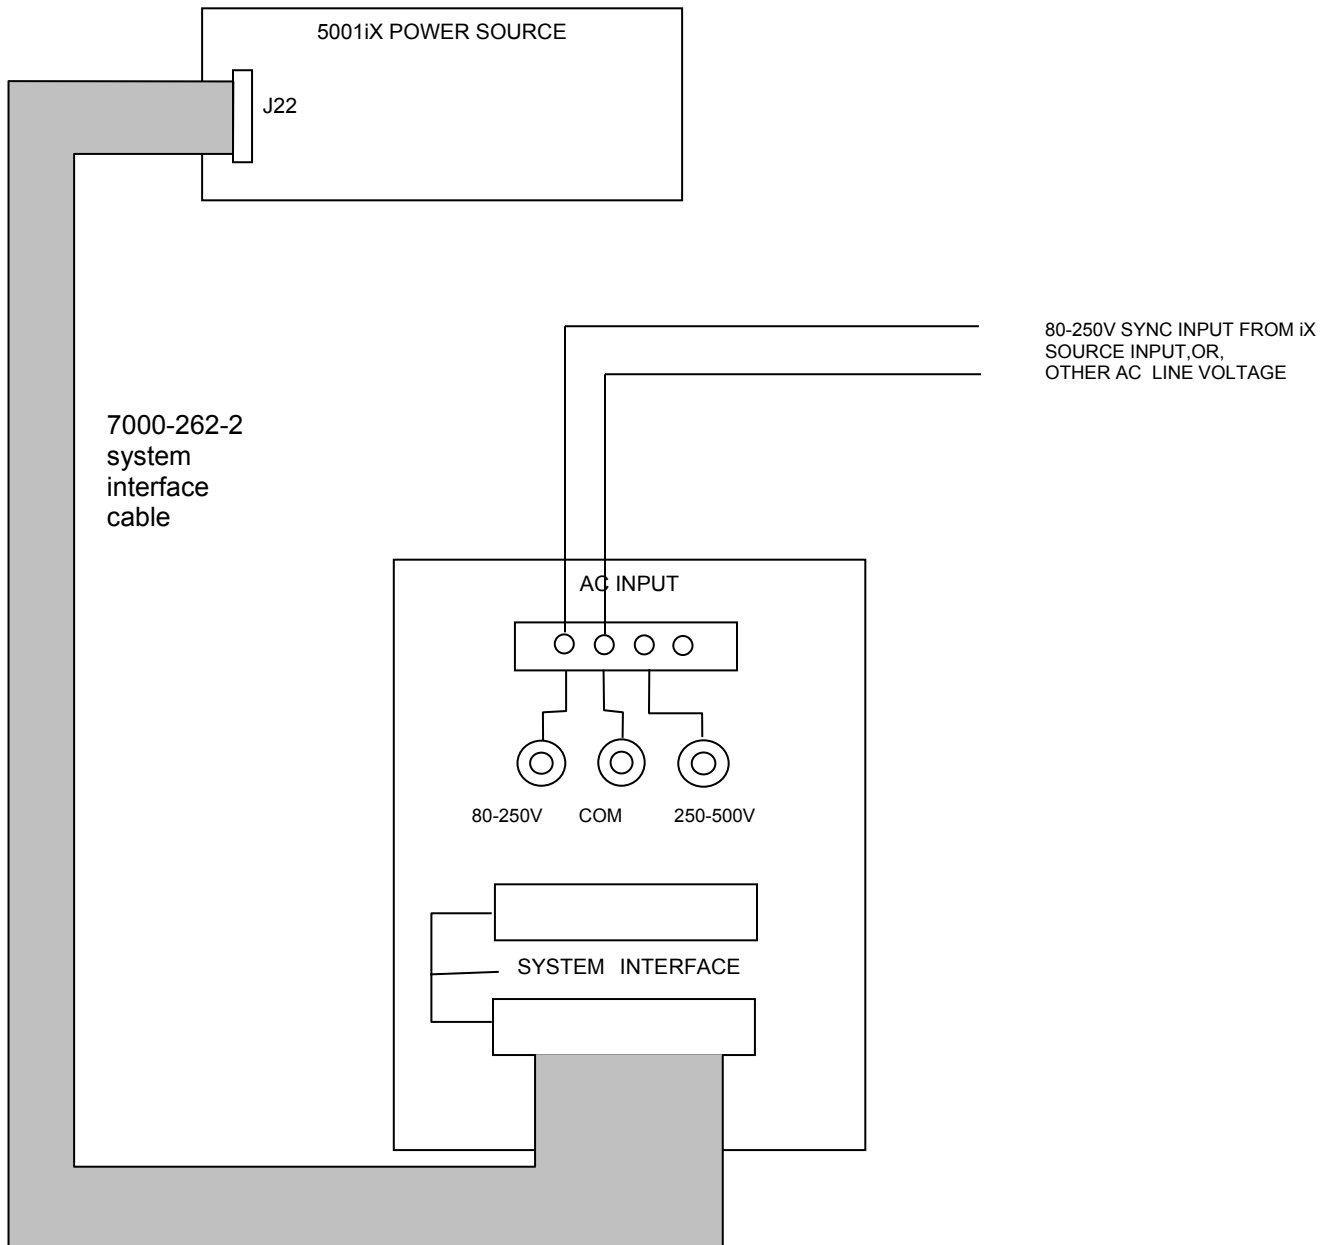 5001iX POWER SOURCE
J22
80-250V SYNC INPUT FROM iX
SOURCE INPUT,OR,
OTHER AC LINE VOLTAGE
7000-262-2
system
interface
cable
AC INPUT
80-250V COM 250-500V
SYSTEM INTERFACE